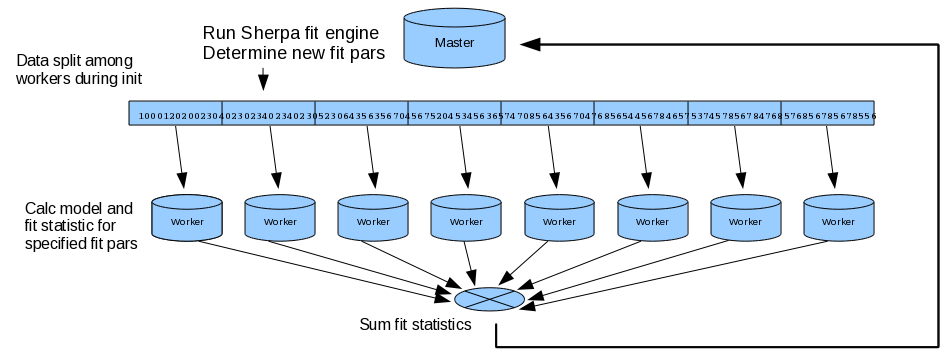 Run Sherpa fit engine
Determine new fit pars
Master
Data split among
workers during init
1000120200230402302340234023052306435635670456752045345636574708564356704768565445678465753745785678476857685678567855 6
Calc model and
fit statistic for
specified fit pars
Worker
Worker
Worker
Worker
Worker
Worker
Worker
Worker
Sum fit statistics